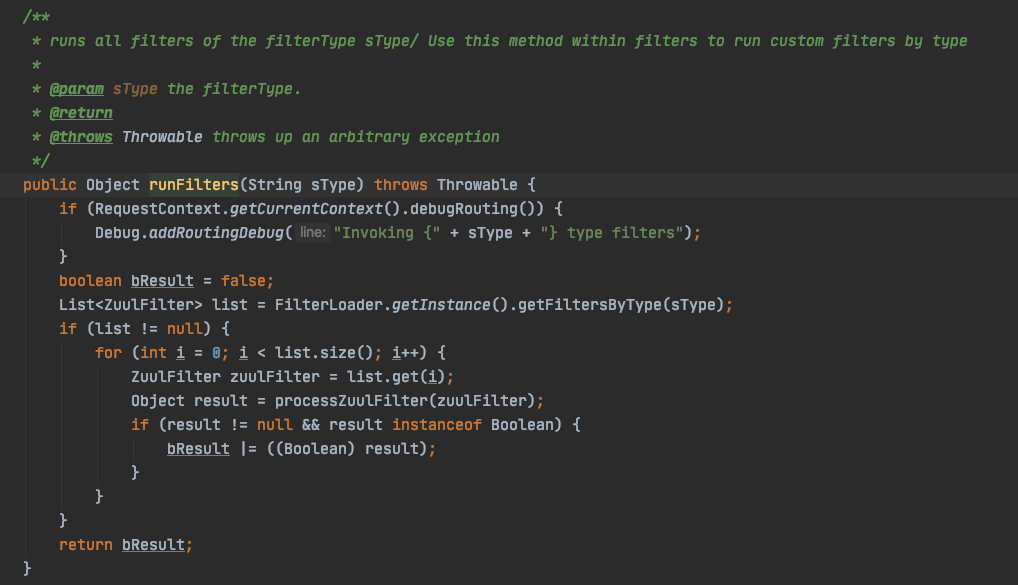 /**
 * runs all filters of the filterType sType/ Use this method within filters to run custom filters by type
 *
 * @param sType the filterType.
 * @return
 * @throws Throwable throws up an arbitrary exception
 */
public Object runFilters(String sType) throws Throwable {
    if (RequestContext.getCurrentContext().debugRouting()) {
        Debug.addRoutingDebug( line: "Invoking {" + sType + "} type filters");
    }
    boolean bResult = false;
    List<ZuulFilter> list = FilterLoader.getInstance().getFiltersByType(sType);
    if (list != null) {
        for (int i = 0; i < list.size(); i++) {
            ZuulFilter zuulFilter = list.get(i);
            Object result = processZuulFilter(zuulFilter);
            if (result != null && result instanceof Boolean) {
                bResult |= ((Boolean) result);
            }
        }
    }
    return bResult;
}